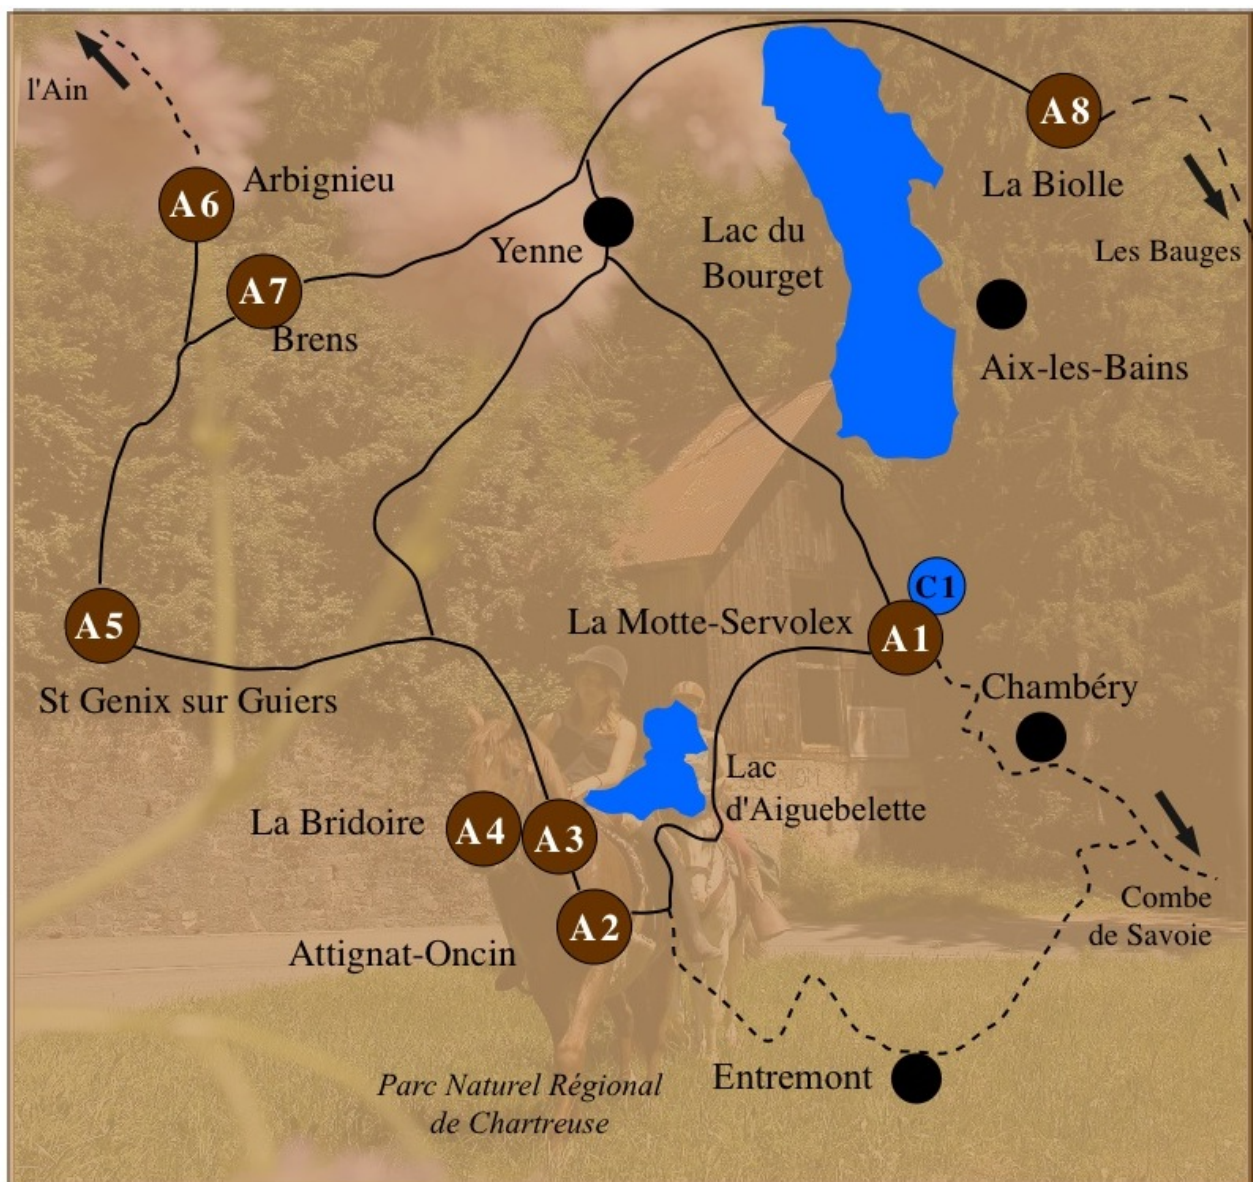 l'Ain
A8
La Biolle
A6
Arbignieu
Les Bauges
Yenne
Lac du
Bourget
A7
Brens
Aix-les-Bains
C1
A5
La Motte-Servolex
A1
St Genix sur Guiers
Chambéry
Lac
d'Aiguebelette
La Bridoire
A4
A3
Combe
de Savoie
A2
Attignat-Oncin
Parc Naturel Régional
de Chartreuse
Entremont